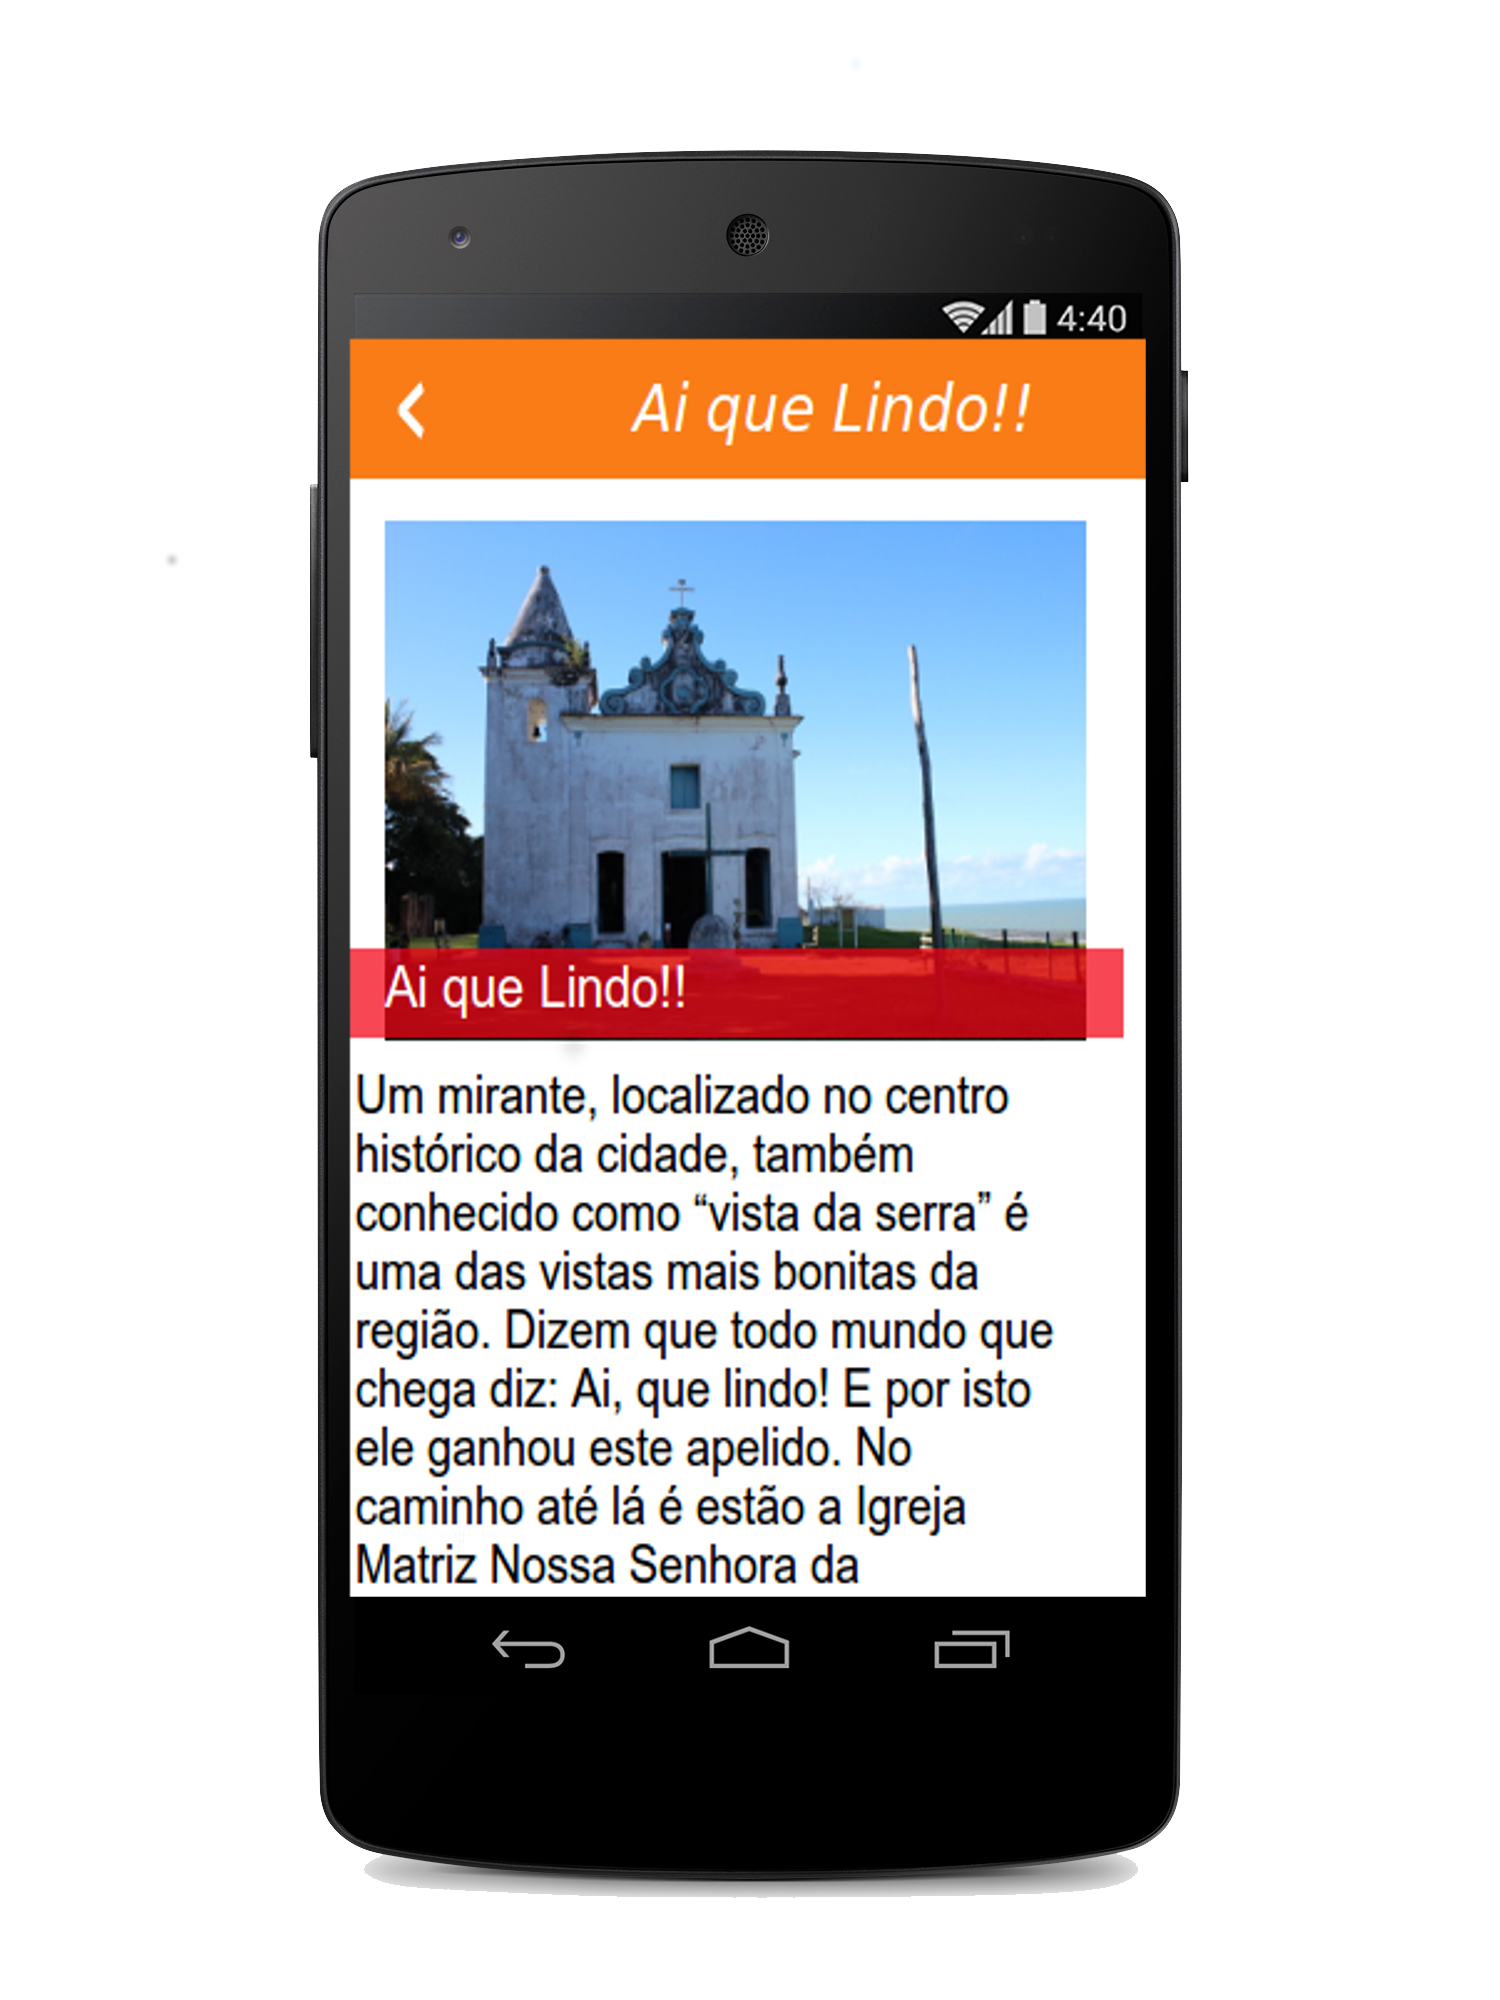 4:40
Ai que Lindo!!
Ai que Lindo!!
Um mirante, localizado no centro
histórico da cidade, também
conhecido como “vista da serra” é
uma das vistas mais bonitas da
região. Dizem que todo mundo que
chega diz: Ai, que lindo! E por isto
ele ganhou este apelido. No
caminho até lá é estão a Igreja
Matriz Nossa Senhora da